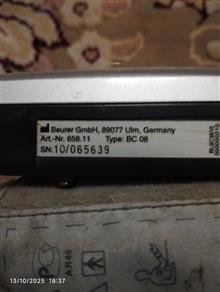 Beurer GmbH, 89077 Ulm, Germany
Art.-Nr. 658.11 Type: BC 08
SN:10/065639
AR46
13/10/2025 18:37